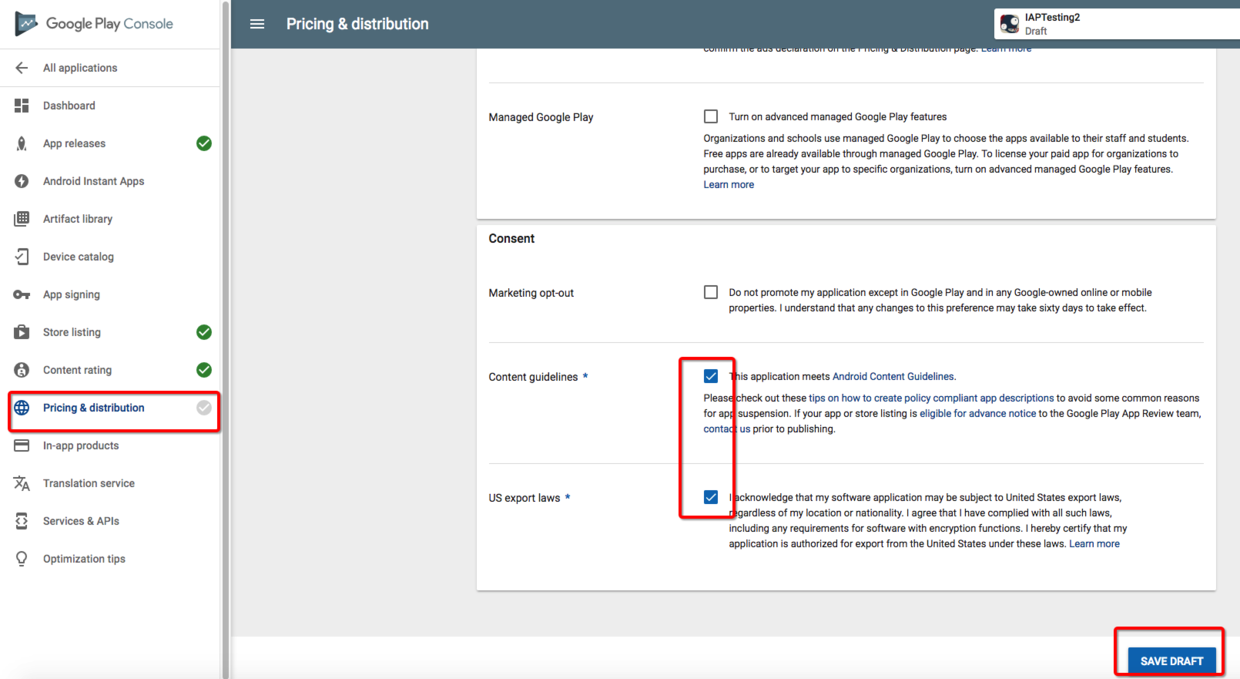 Google Play Console
Pricing & distribution
IAPTesting2
Draft
All applications
Dashboard
App releases
Android Instant Apps
Artifact library
Device catalog
App signing
Store listing
Content rating
Pricing & distribution
In-app products
Translation service
Services & APIs
Optimization tips
confirm the ads declaration on the Pricing & Distribution page. Learn more
Managed Google Play
Turn on advanced managed Google Play features
Organizations and schools use managed Google Play to choose the apps available to their staff and students.
Free apps are already available through managed Google Play. To license your paid app for organizations to
purchase, or to target your app to specific organizations, turn on advanced managed Google Play features.
Learn more
Consent
Marketing opt-out
Do not promote my application except in Google Play and in any Google-owned online or mobile
properties. I understand that any changes to this preference may take sixty days to take effect.
Content guidelines *
This application meets Android Content Guidelines.
Please check out these tips on how to create policy compliant app descriptions to avoid some common reasons
for app suspension. If your app or store listing is eligible for advance notice to the Google Play App Review team,
contact us prior to publishing.
US export laws *
I acknowledge that my software application may be subject to United States export laws,
regardless of my location or nationality. I agree that I have complied with all such laws,
including any requirements for software with encryption functions. I hereby certify that my
application is authorized for export from the United States under these laws. Learn more
SAVE DRAFT